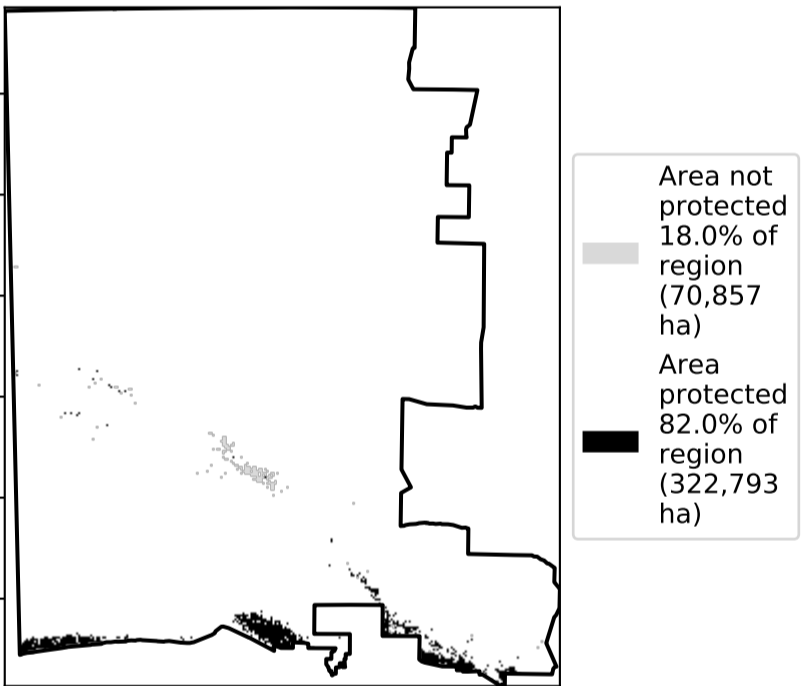 Area not
protected
18.0% of
region
(70,857
ha)
Area
protected
82.0% of
region
(322,793
ha)